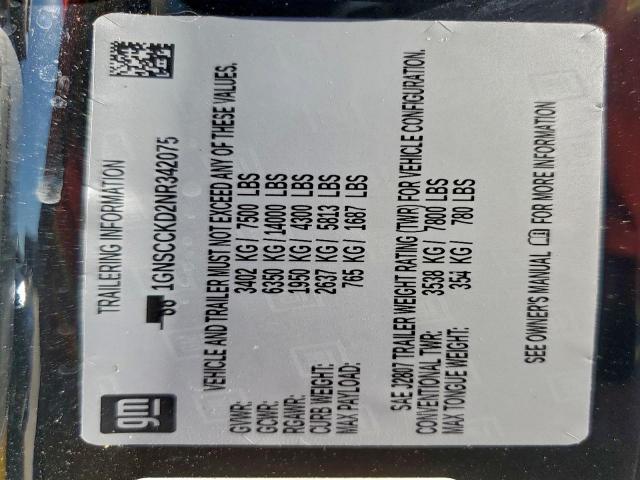 gm
TRAILERING INFORMATION
1GNSCCKD2NR342075
VEHICLE AND TRAILER MUST NOT EXCEED ANY OF THESE VALUES.
GVWR: 3402 KG / 7500 LBS
GCWR: 6350 KG / 14000 LBS
RGAWR: 1950 KG / 4300 LBS
CURB WEIGHT: 2637 KG / 5813 LBS
MAX PAYLOAD: 765 KG / 1687 LBS
SAE J2807 TRAILER WEIGHT RATING (TWR) FOR VEHICLE CONFIGURATION.
CONVENTIONAL TWR: 3538 KG / 7800 LBS
MAX TONGUE WEIGHT: 354 KG / 780 LBS
SEE OWNER'S MANUAL FOR MORE INFORMATION